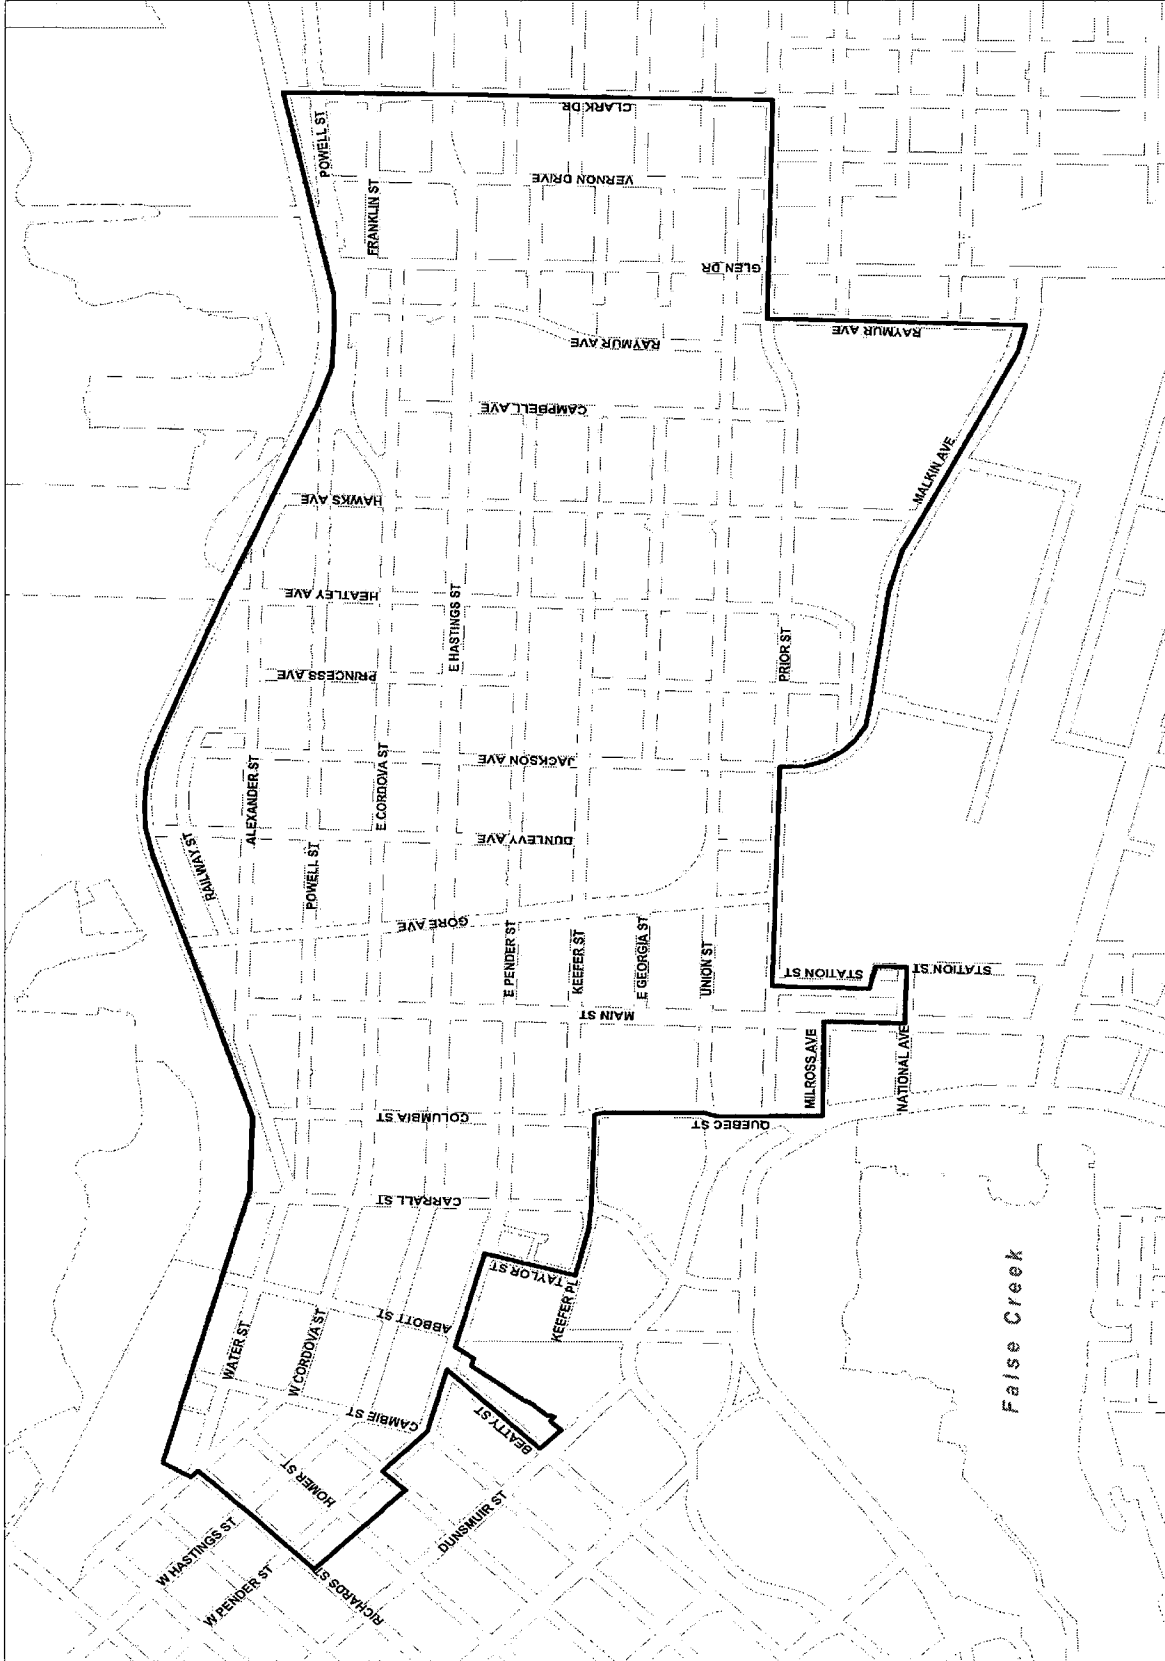 CLARK DR
POWELL ST
VERNON DRIVE
FRANKLIN ST
GLEN DR
RAYMUR AVE
RAYMUR AVE
CAMPBELL AVE
MALKIN AVE
HAWKS AVE
HEATLEY AVE
E HASTINGS ST
PRIOR ST
PRINCESS AVE
JACKSON AVE
E CORDOVA ST
ALEXANDER ST
DUNLEVY AVE
RAILWAY ST
POWELL ST
GORE AVE
E PENDER ST
KEEFER ST
E GEORGIA ST
UNION ST
STATION ST
STATION ST
MAIN ST
MILROSS AVE
NATIONAL AVE
COLUMBIA ST
QUEBEC ST
CARRALL ST
TAYLOR ST
KEEFER PL
ABBOTT ST
WATER ST
W CORDOVA ST
CAMBIE ST
BEATTY ST
False Creek
HOMER ST
DUNSMUIR ST
W HASTINGS ST
W PENDER ST
RICHARDS ST